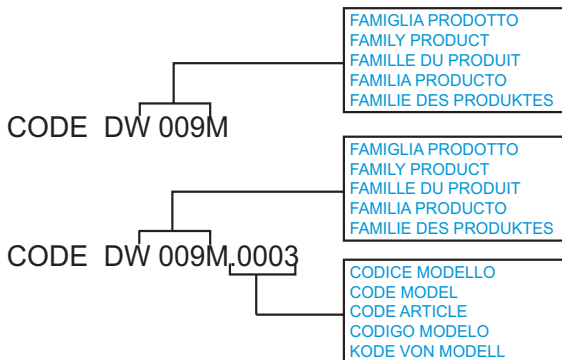 FAMIGLIA PRODOTTO
FAMILY PRODUCT
FAMILLE DU PRODUIT
FAMILIA PRODUCTO
FAMILIE DES PRODUKTES
CODE DW 009M
FAMIGLIA PRODOTTO
FAMILY PRODUCT
FAMILLE DU PRODUIT
FAMILIA PRODUCTO
FAMILIE DES PRODUKTES
CODE DW 009M.0003
CODICE MODELLO
CODE MODEL
CODE ARTICLE
CODIGO MODELO
KODE VON MODELL